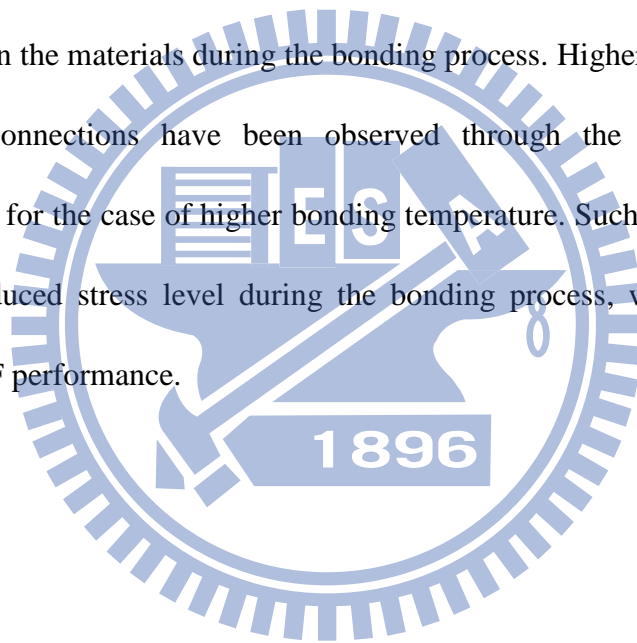 n the materials during the bonding process. Higher
onnections have been observed through the
for the case of higher bonding temperature. Such
duced stress level during the bonding process,
performance.
E S A
1896